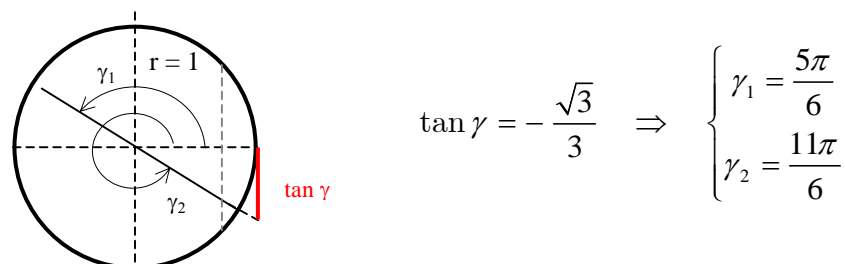 r = 1
γ₁
γ₂
tan γ
tan γ = − √3/3 ⇒ { γ₁ = 5π/6
γ₂ = 11π/6